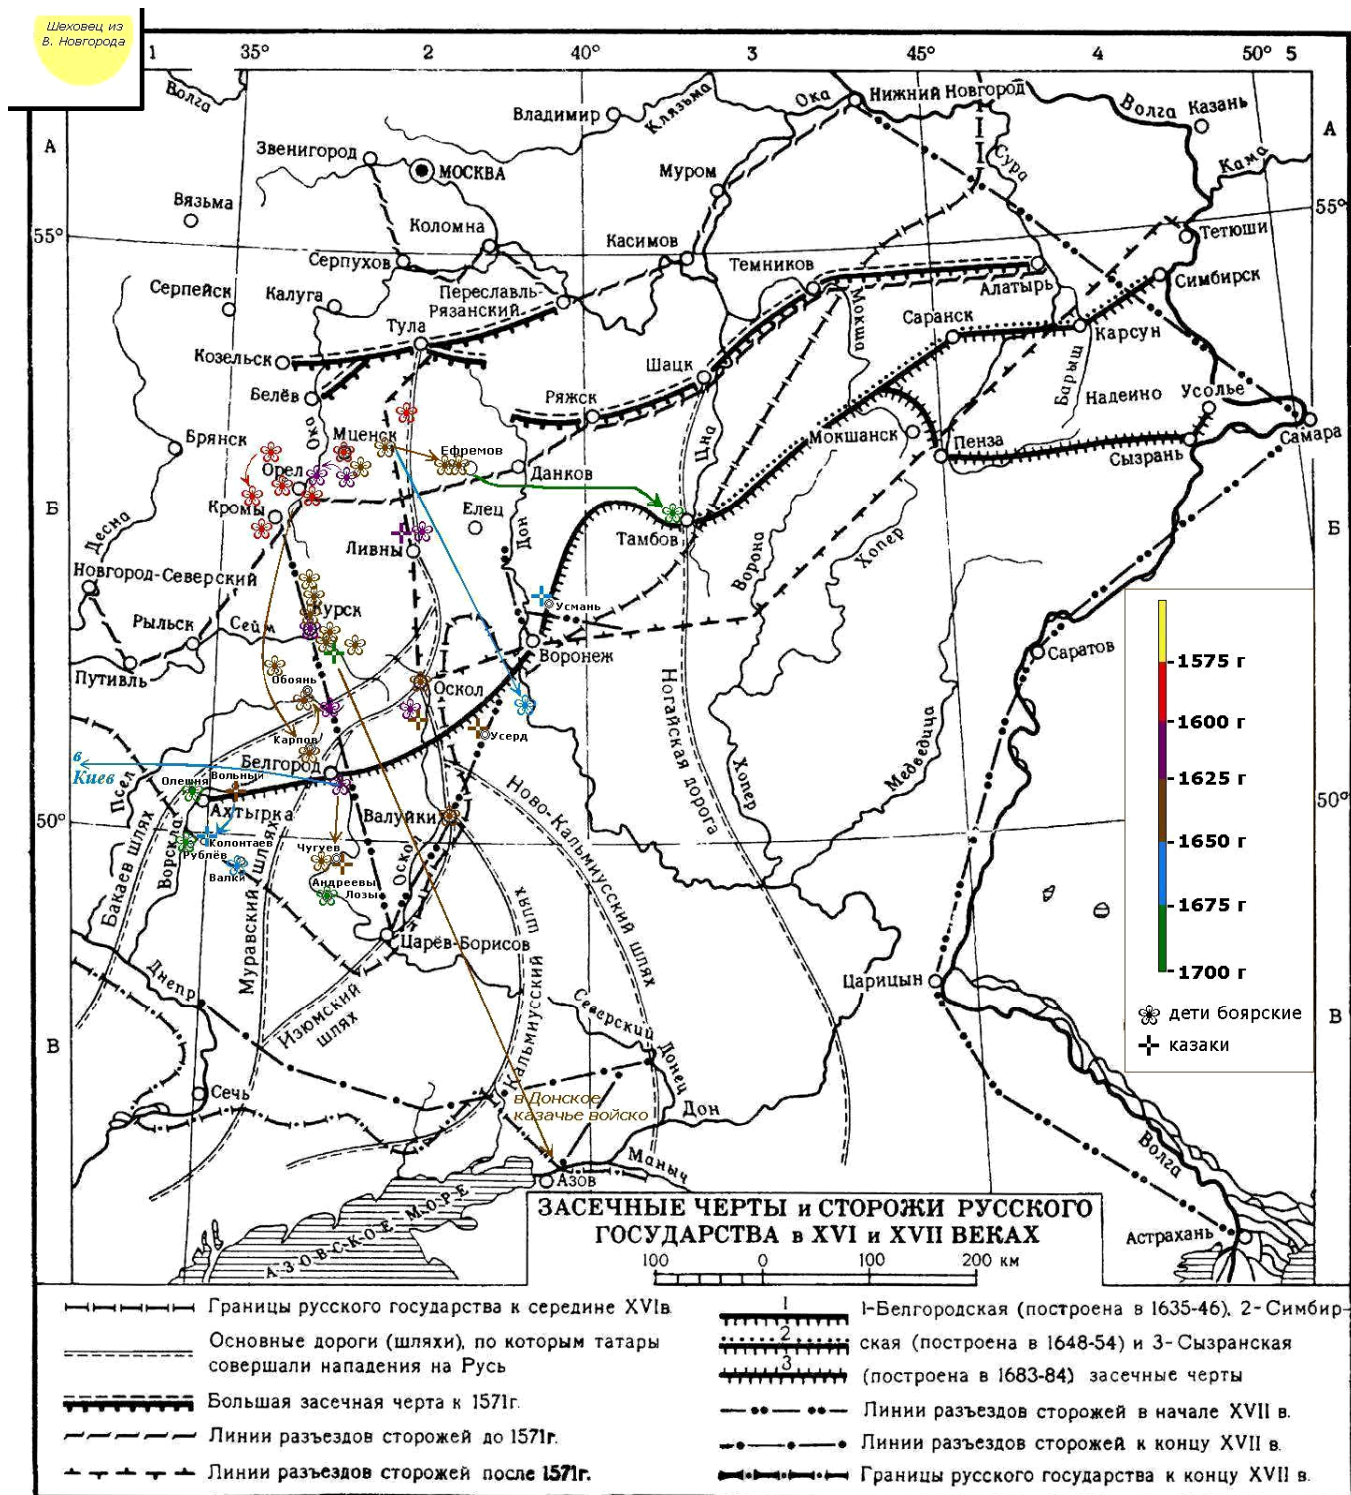 Шеховец из
В. Новгорода
1
35°
2
40°
3
45°
4
50°
5
Волга
Владимир
Клязьма
Ока
НИЖНИЙ НОВГОРОД
Волга
Казань
А
А
Звенигород
МОСКВА
Муром
Сура
Кама
Вязьма
55°
55°
Коломна
Касимов
Тетюши
Серпухов
Темников
Серпейск
Калуга
Переславль-
Рязанский
Алатырь
Симбирск
Тула
Мокша
Саранск
Карсун
Козельск
Шацк
Барыш
Белёв
Ряжск
Надеино
Усолье
Ока
Мценск
Цна
Мокшанск
Пенза
Самара
Брянск
Ефремов
Сызрань
Орел
Данков
Кромы
Елец
Б
Б
Десна
Дон
Тамбов
Ливны
Ворона
Хопер
Новгород-Северский
Курск
Усмань
Рыльск
Сейм
Воронеж
Саратов
1575 г
Путивль
Обоянь
Оскол
Ногайская дорога
1600 г
Карпов
Усерд
Медведица
Белгород
1625 г
в
Киев
Псел
Олешня
Вольный
Хопер
50°
50°
Ахтырка
Валуйки
Ново-Кальмиусский шлях
1650 г
Колонтаев
Рублёв
Чугуев
Ворскла
Валки
Андреевы
Лозы
Оскол
Бакаев шлях
1675 г
Муравский шлях
Царёв-Борисов
1700 г
Днепр
Царицын
дети боярские
Изюмский
шлях
Кальмиусский
шлях
Северский Донец
В
В
казаки
Сечь
в Донское
казачье войско
Дон
Маныч
Волга
Азов
АЗОВСКОЕ МОРЕ
Астрахань
ЗАСЕЧНЫЕ ЧЕРТЫ и СТОРОЖИ РУССКОГО
ГОСУДАРСТВА в XVI и XVII ВЕКАХ
100 0 100 200 км
Границы русского государства к середине XVIв.
Основные дороги (шляхи), по которым татары
совершали нападения на Русь
Большая засечная черта к 1571г.
Линии разъездов сторожей до 1571г.
Линии разъездов сторожей после 1571г.
1
2
3
1-Белгородская (построена в 1635-46), 2-Симбир-
ская (построена в 1648-54) и 3-Сызранская
(построена в 1683-84) засечные черты
Линии разъездов сторожей в начале XVII в.
Линии разъездов сторожей к концу XVII в.
Границы русского государства к концу XVII в.